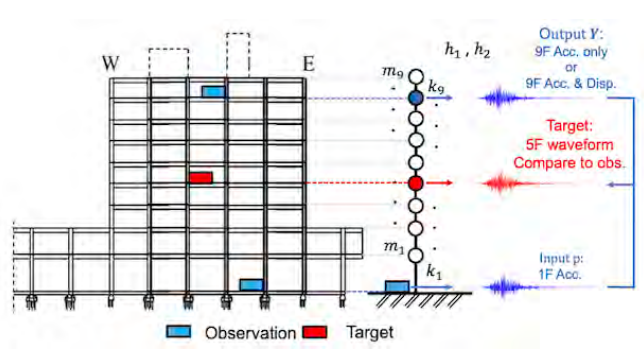 W
E
m₉
k₉
h₁ , h₂
m₁
k₁
Output Y:
9F Acc. only
or
9F Acc. & Disp.
Target:
5F waveform
Compare to obs.
Input p:
1F Acc.
Observation
Target